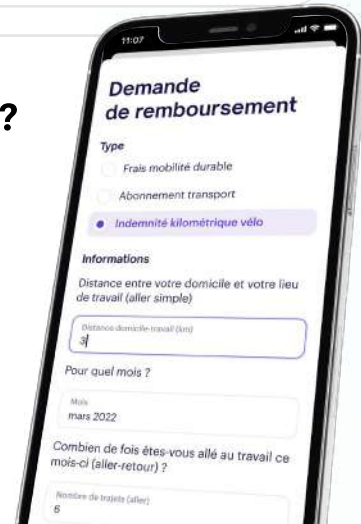 ?
11:07
Demande
de remboursement
Type
Frais mobilité durable
Abonnement transport
Indemnité kilométrique vélo
Informations
Distance entre votre domicile et votre lieu
de travail (aller simple)
Distance domicile-travail (km)
3
Pour quel mois ?
Mois
mars 2022
Combien de fois êtes-vous allé au travail ce
mois-ci (aller-retour) ?
Nombre de trajets (aller)
6